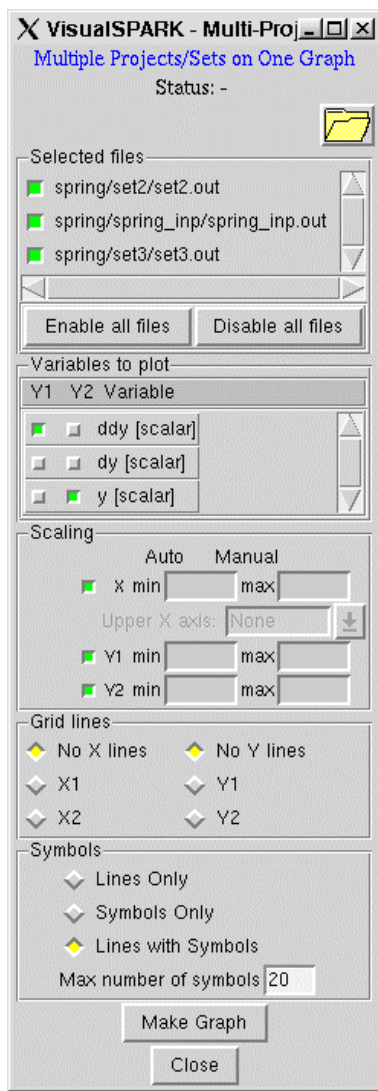 VisualSPARK - Multi-Proj
Multiple Projects/Sets on One Graph
Status: -
Selected files
spring/set2/set2.out
spring/spring_inp/spring_inp.out
spring/set3/set3.out
Enable all files Disable all files
Variables to plot
Y1 Y2 Variable
ddy [scalar]
dy [scalar]
y [scalar]
Scaling
Auto Manual
X min max
Upper X axis: None
Y1 min max
Y2 min max
Grid lines
No X lines No Y lines
X1 Y1
X2 Y2
Symbols
Lines Only
Symbols Only
Lines with Symbols
Max number of symbols 20
Make Graph
Close